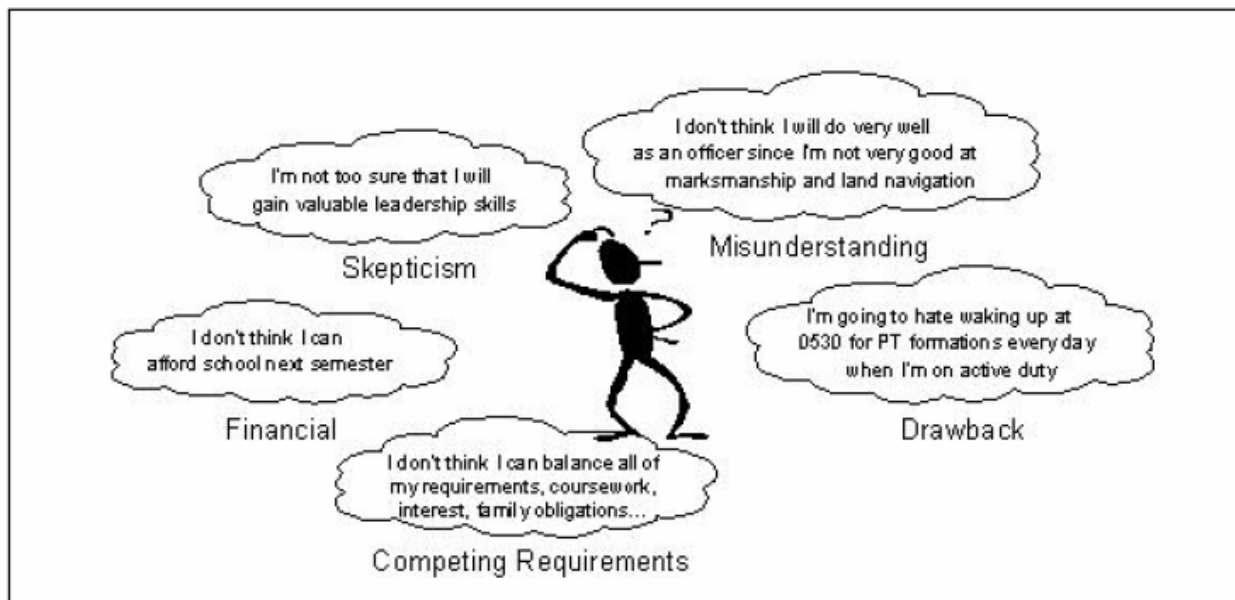 I don't think I will do very well
as an officer since I'm not very good at
marksmanship and land navigation
Misunderstanding
I'm not too sure that I will
gain valuable leadership skills
Skepticism
I don't think I can
afford school next semester
Financial
I'm going to hate waking up at
0530 for PT formations every day
when I'm on active duty
Drawback
I don't think I can balance all of
my requirements, coursework,
interest, family obligations...
Competing Requirements